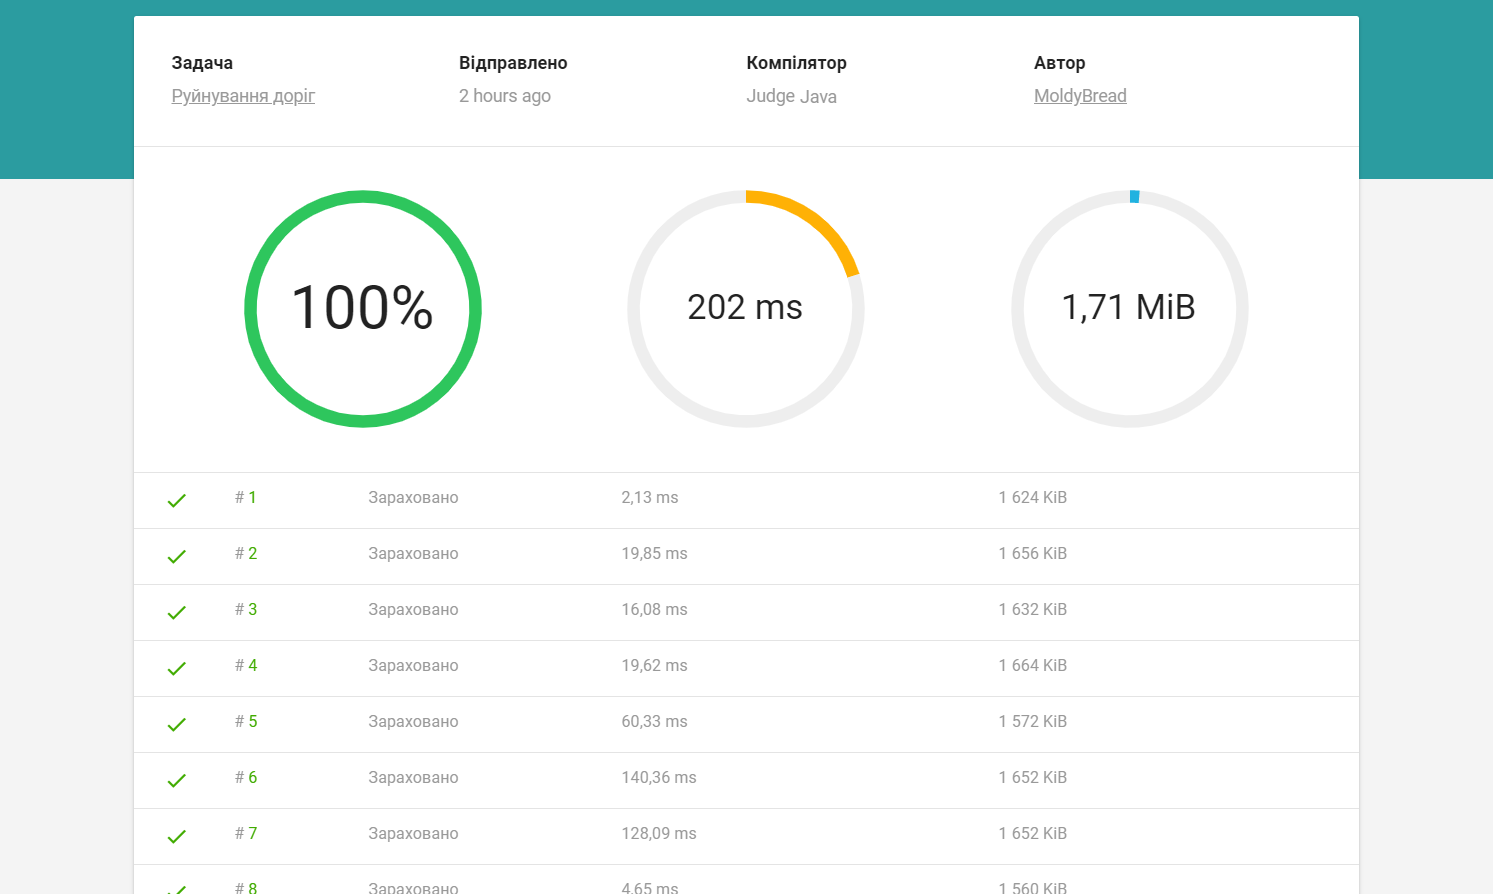 Задача Відправлено Компілятор Автор
Руйнування доріг 2 hours ago Judge Java MoldyBread
100% 202 ms 1,71 MiB
# 1 Зараховано 2,13 ms 1 624 KiB
# 2 Зараховано 19,85 ms 1 656 KiB
# 3 Зараховано 16,08 ms 1 632 KiB
# 4 Зараховано 19,62 ms 1 664 KiB
# 5 Зараховано 60,33 ms 1 572 KiB
# 6 Зараховано 140,36 ms 1 652 KiB
# 7 Зараховано 128,09 ms 1 652 KiB
# 8 Зараховано 4,65 ms 1 560 KiB